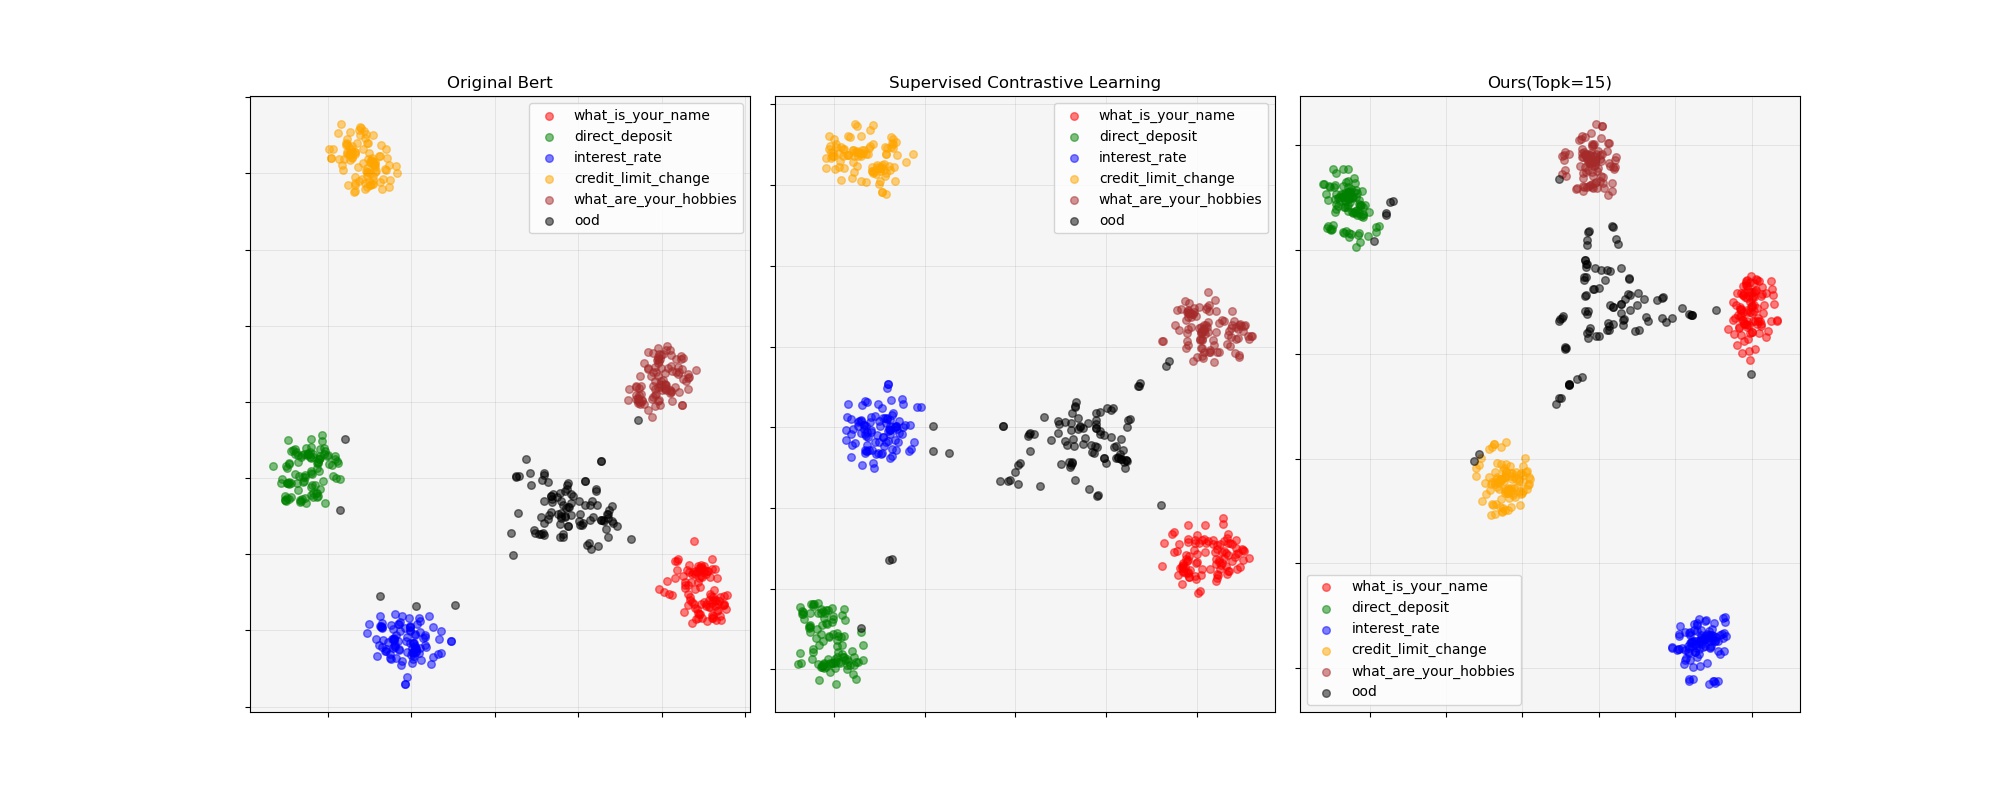 Original Bert
what_is_your_name
direct_deposit
interest_rate
credit_limit_change
what_are_your_hobbies
ood
Supervised Contrastive Learning
what_is_your_name
direct_deposit
interest_rate
credit_limit_change
what_are_your_hobbies
ood
Ours(Topk=15)
what_is_your_name
direct_deposit
interest_rate
credit_limit_change
what_are_your_hobbies
ood